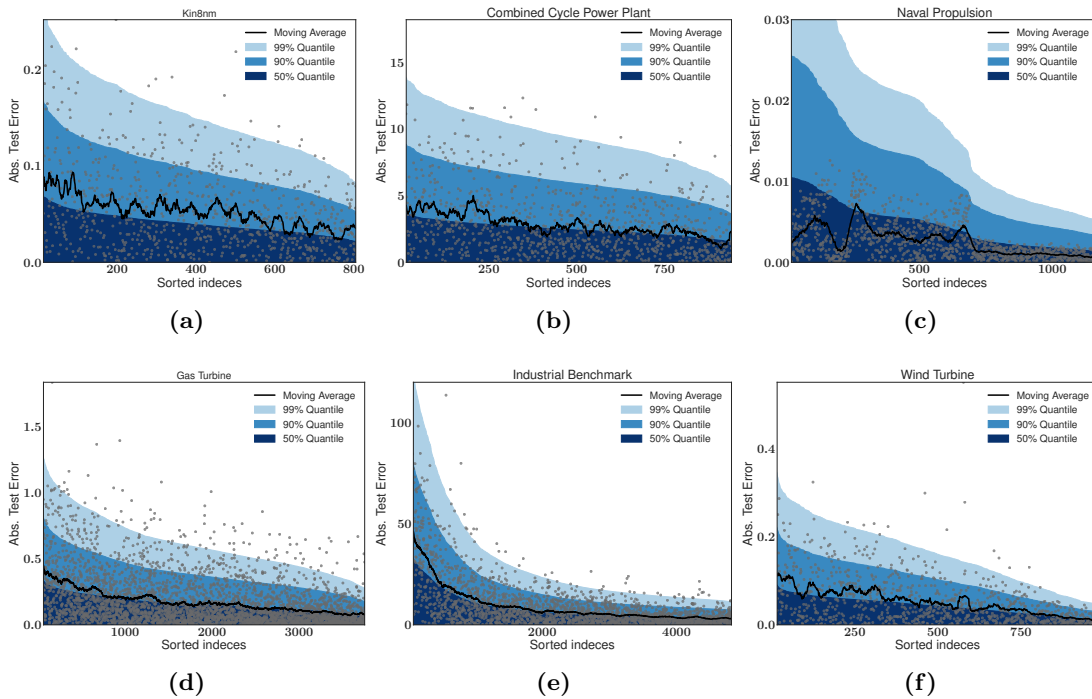 Kin8nm
Abs. Test Error
0.2
0.1
0.0
Moving Average
99% Quantile
90% Quantile
50% Quantile
200 400 600 800
Sorted indeces
(a)
Combined Cycle Power Plant
Abs. Test Error
15
10
5
0
Moving Average
99% Quantile
90% Quantile
50% Quantile
250 500 750
Sorted indeces
(b)
Naval Propulsion
Abs. Test Error
0.03
0.02
0.01
0.00
Moving Average
99% Quantile
90% Quantile
50% Quantile
500 1000
Sorted indeces
(c)
Gas Turbine
Abs. Test Error
1.5
1.0
0.5
0.0
Moving Average
99% Quantile
90% Quantile
50% Quantile
1000 2000 3000
Sorted indeces
(d)
Industrial Benchmark
Abs. Test Error
100
50
0
Moving Average
99% Quantile
90% Quantile
50% Quantile
2000 4000
Sorted indeces
(e)
Wind Turbine
Abs. Test Error
0.4
0.2
0.0
Moving Average
99% Quantile
90% Quantile
50% Quantile
250 500 750
Sorted indeces
(f)